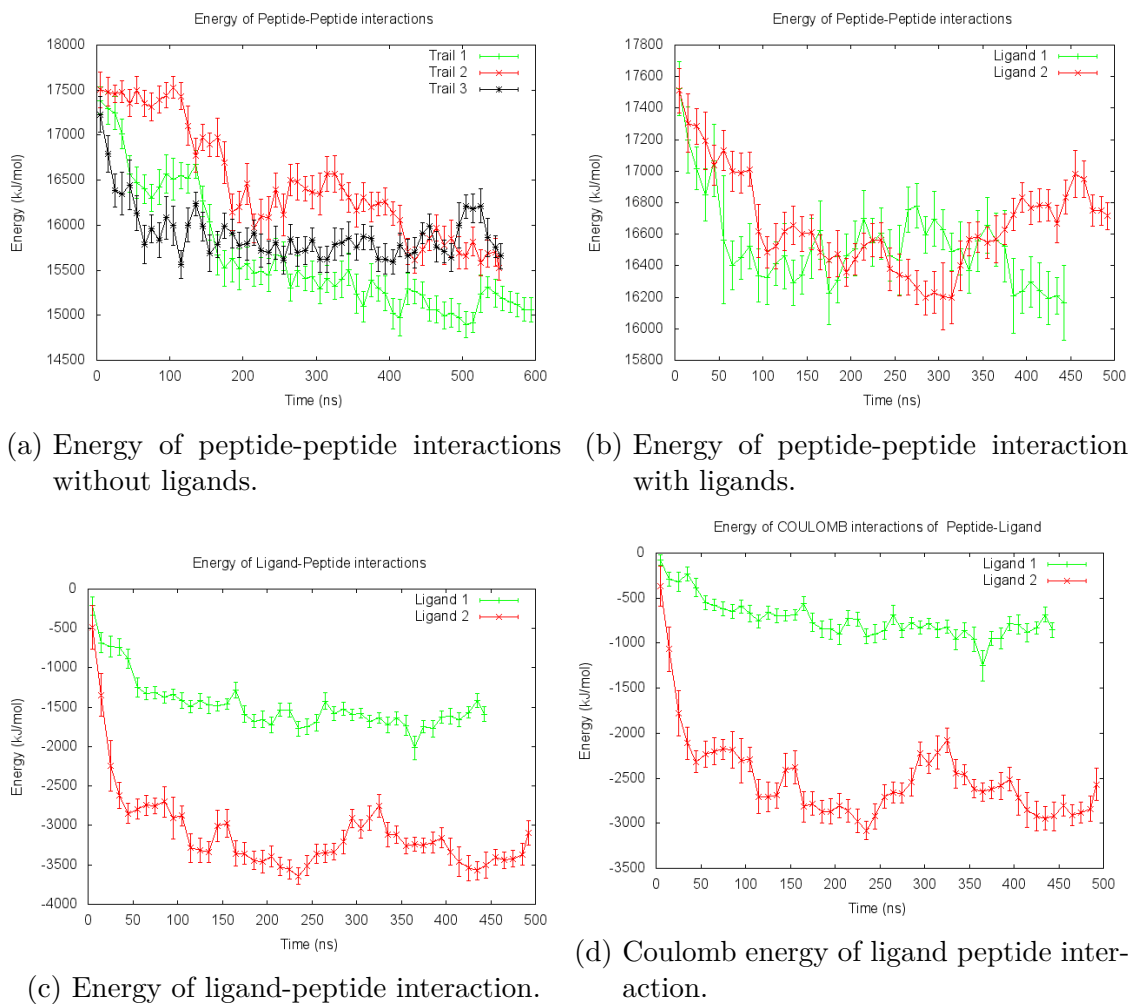 Energy of Peptide-Peptide interactions
Energy (kJ/mol)
18000
17500
17000
16500
16000
15500
15000
14500
Trail 1
Trail 2
Trail 3
0 100 200 300 400 500 600
Time (ns)
(a) Energy of peptide-peptide interactions
without ligands.
Energy of Peptide-Peptide interactions
Energy (kJ/mol)
17800
17600
17400
17200
17000
16800
16600
16400
16200
16000
15800
Ligand 1
Ligand 2
0 50 100 150 200 250 300 350 400 450 500
Time (ns)
(b) Energy of peptide-peptide interaction
with ligands.
Energy of Ligand-Peptide interactions
Energy (kJ/mol)
0
-500
-1000
-1500
-2000
-2500
-3000
-3500
-4000
Ligand 1
Ligand 2
0 50 100 150 200 250 300 350 400 450 500
Time (ns)
(c) Energy of ligand-peptide interaction.
Energy of COULOMB interactions of Peptide-Ligand
Energy (kJ/mol)
0
-500
-1000
-1500
-2000
-2500
-3000
-3500
Ligand 1
Ligand 2
0 50 100 150 200 250 300 350 400 450 500
Time (ns)
(d) Coulomb energy of ligand peptide inter-
action.